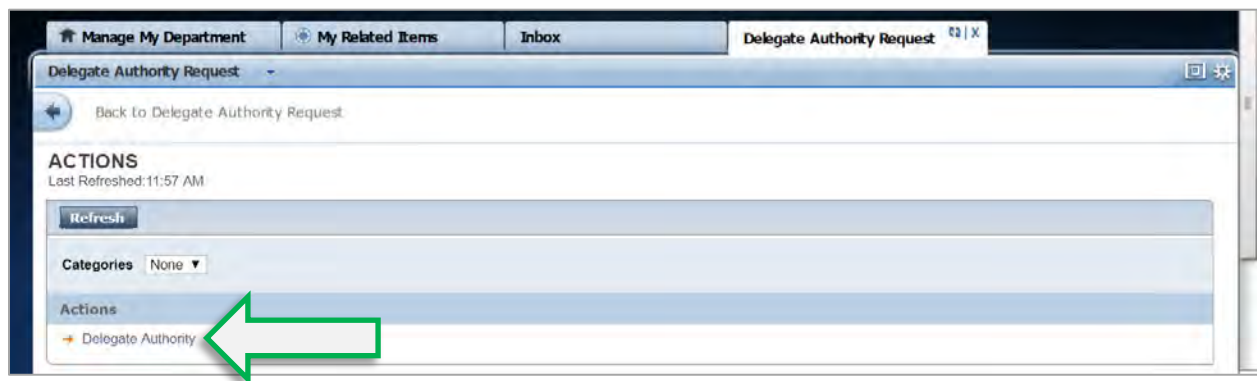 Manage My Department My Related Items Inbox Delegate Authority Request X
Delegate Authority Request
Back to Delegate Authority Request
ACTIONS
Last Refreshed:11:57 AM
Refresh
Categories None
Actions
Delegate Authority